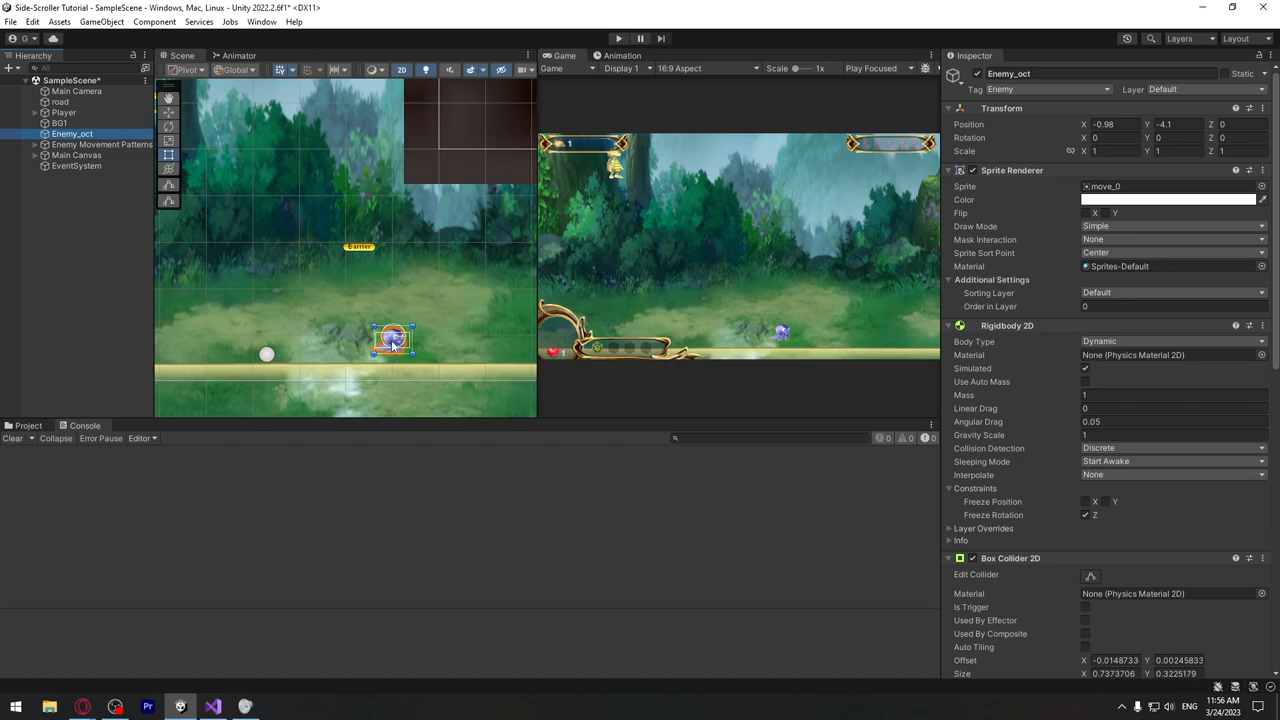 Side-Scroller Tutorial - SampleScene - Windows, Mac, Linux - Unity 2022.2.6f1* <DX11>
File Edit Assets GameObject Component Services Jobs Window Help
G Layers Layout
Hierarchy
All
SampleScene*
Main Camera
road
Player
BG1
Enemy_oct
Enemy Movement Patterns
Main Canvas
EventSystem
Scene Animator
Pivot Global 2D
Barrier
Game Animation
Game Display 1 16:9 Aspect Scale 1x Play Focused
1
1
Project Console
Clear Collapse Error Pause Editor 0 0 0
Inspector
Enemy_oct Static
Tag Enemy Layer Default
Transform
Position X -0.98 Y -4.1 Z 0
Rotation X 0 Y 0 Z 0
Scale X 1 Y 1 Z 1
Sprite Renderer
Sprite move_0
Color
Flip X Y
Draw Mode Simple
Mask Interaction None
Sprite Sort Point Center
Material Sprites-Default
Additional Settings
Sorting Layer Default
Order in Layer 0
Rigidbody 2D
Body Type Dynamic
Material None (Physics Material 2D)
Simulated
Use Auto Mass
Mass 1
Linear Drag 0
Angular Drag 0.05
Gravity Scale 1
Collision Detection Discrete
Sleeping Mode Start Awake
Interpolate None
Constraints
Freeze Position X Y
Freeze Rotation Z
Layer Overrides
Info
Box Collider 2D
Edit Collider
Material None (Physics Material 2D)
Is Trigger
Used By Effector
Used By Composite
Auto Tiling
Offset X -0.0148733 Y 0.00245833
Size X 0.7373706 Y 0.3225179
Pr ENG 11:56 AM
3/24/2023